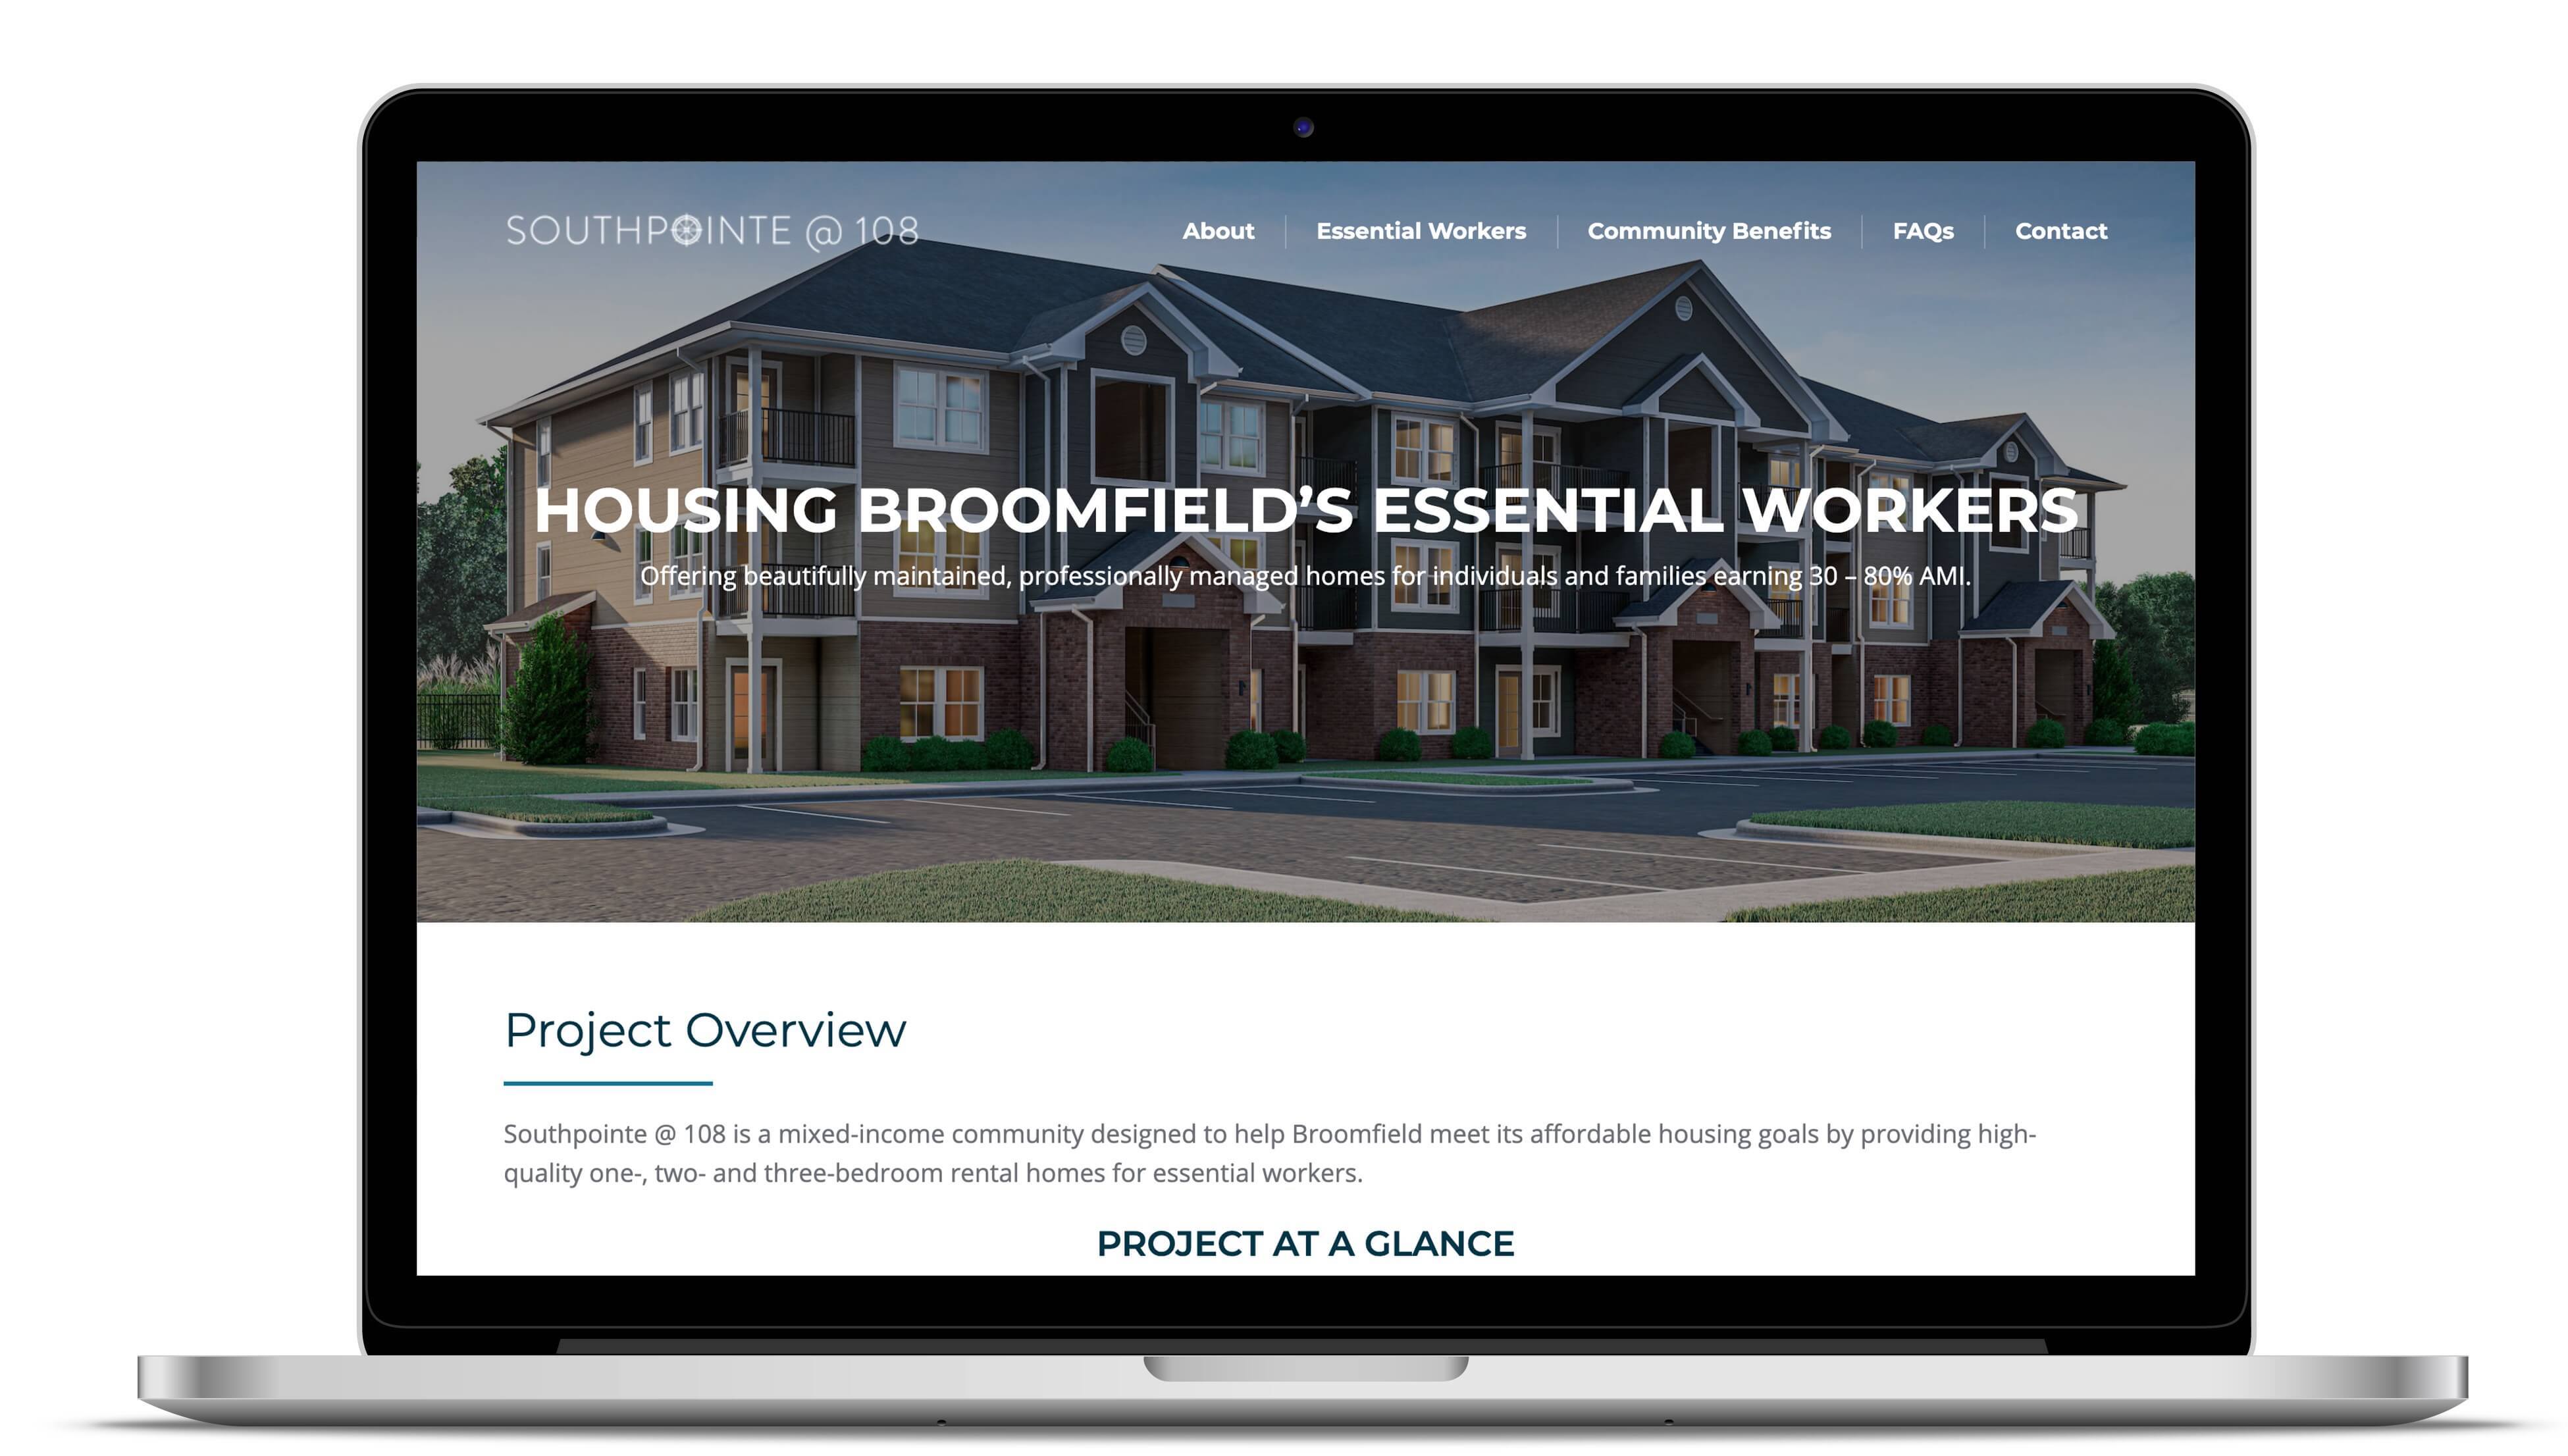 SOUTHPOINTE @ 108
About
Essential Workers
Community Benefits
FAQs
Contact
HOUSING BROOMFIELD’S ESSENTIAL WORKERS
Offering beautifully maintained, professionally managed homes for individuals and families earning 30 – 80% AMI.
Project Overview
Southpointe @ 108 is a mixed-income community designed to help Broomfield meet its affordable housing goals by providing high-
quality one-, two- and three-bedroom rental homes for essential workers.
PROJECT AT A GLANCE